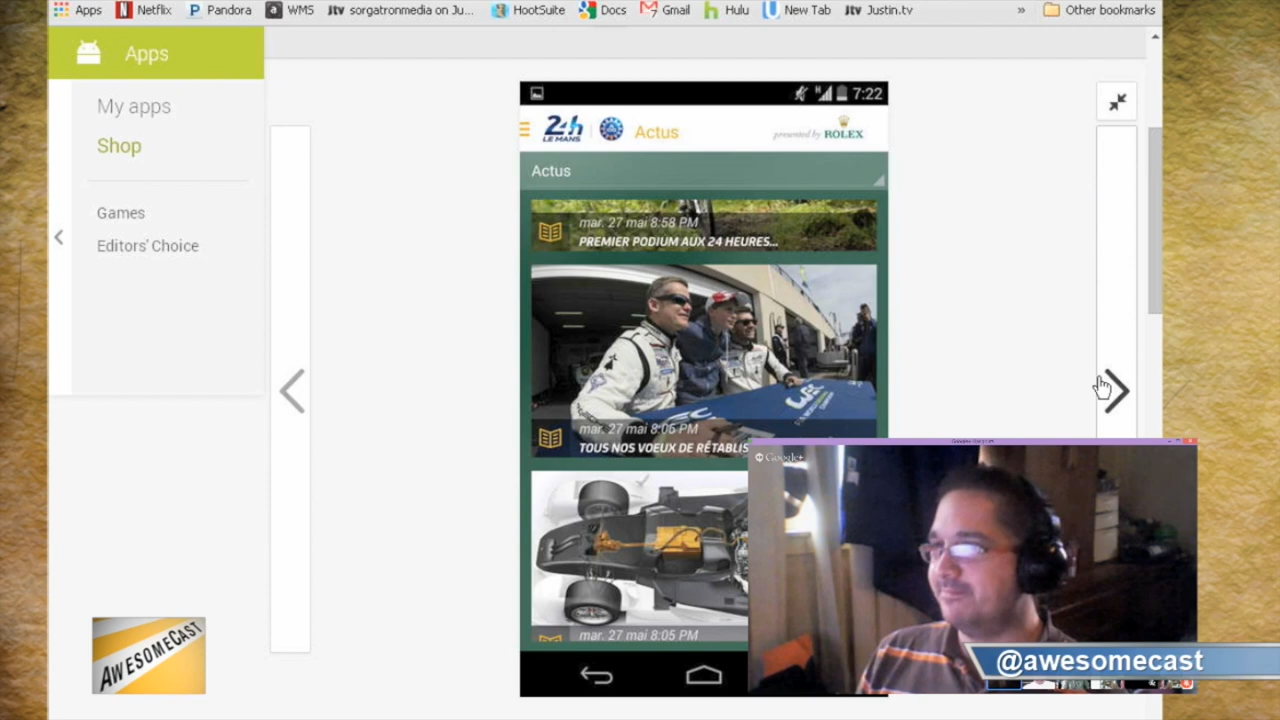 Apps Netflix Pandora WMS sorgatronmedia on Ju... HootSuite Docs Gmail Hulu New Tab Justin.tv » Other bookmarks
Apps
My apps
Shop
Games
Editors' Choice
7:22
24h
LE MANS
Actus
presented by ROLEX
Actus
mar. 27 mai 8:58 PM
PREMIER PODIUM AUX 24 HEURES...
mar. 27 mai 8:05 PM
TOUS NOS VOEUX DE RÉTABLIS
mar. 27 mai 8:05 PM
Google+
AWESOMECAST
@awesomecast